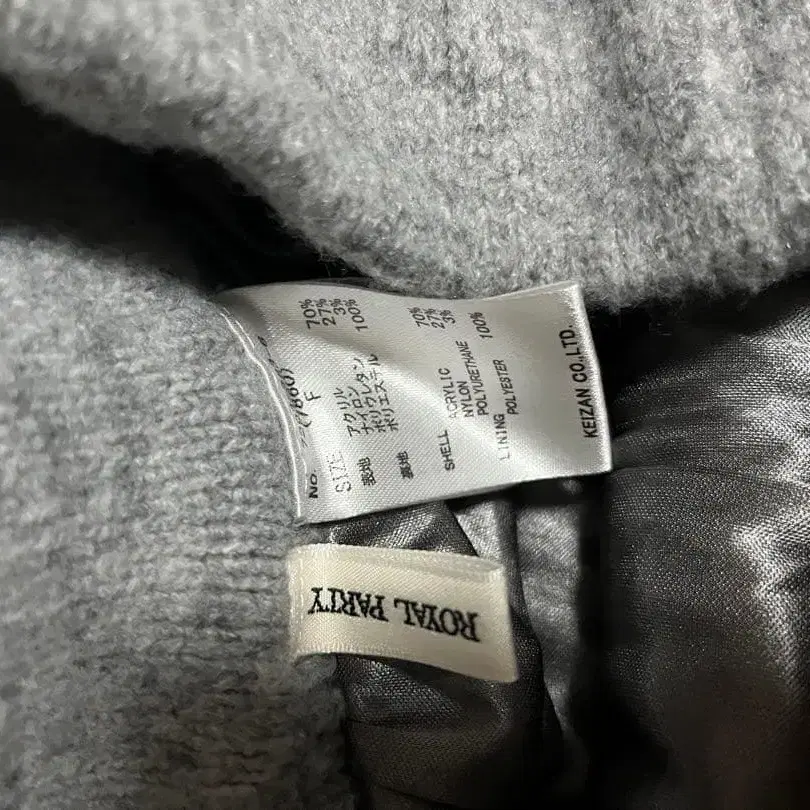 No.
SIZE F
表地 アクリル 70%
ナイロン 27%
ポリウレタン 3%
裏地 ポリエステル 100%
SHELL ACRYLIC 70%
NYLON 27%
POLYURETHANE 3%
LINING
POLYESTER 100%
KEIZAN CO.,LTD.
ROYAL PARTY